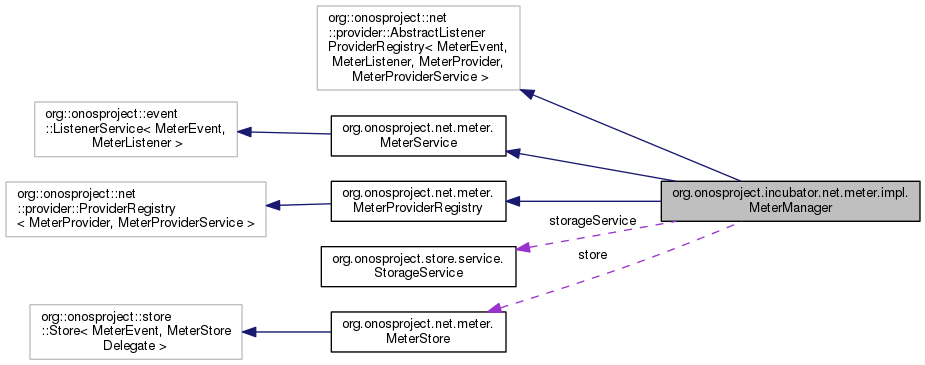 org::onosproject::net
::provider::AbstractListener
ProviderRegistry< MeterEvent,
MeterListener, MeterProvider,
MeterProviderService >
org::onosproject::event
::ListenerService< MeterEvent,
MeterListener >
org.onosproject.net.meter.
MeterService
org::onosproject::net
::provider::ProviderRegistry
< MeterProvider, MeterProviderService >
org.onosproject.net.meter.
MeterProviderRegistry
org.onosproject.incubator.net.meter.impl.
MeterManager
storageService
org.onosproject.store.service.
StorageService
store
org::onosproject::store
::Store< MeterEvent, MeterStore
Delegate >
org.onosproject.net.meter.
MeterStore